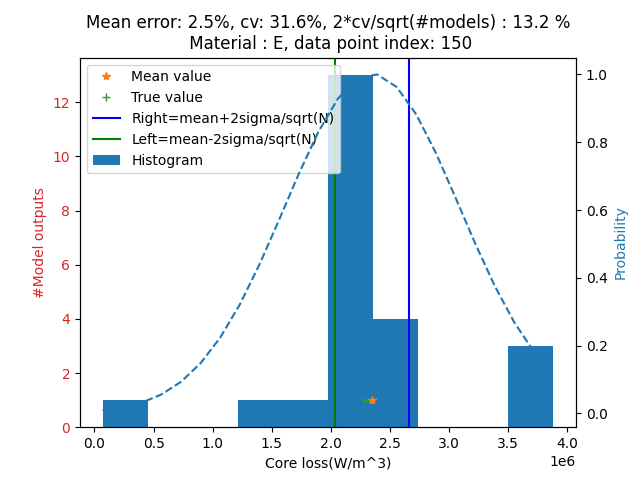 Mean error: 2.5%, cv: 31.6%, 2*cv/sqrt(#models) : 13.2 %
Material : E, data point index: 150
Mean value
True value
Right=mean+2sigma/sqrt(N)
Left=mean-2sigma/sqrt(N)
Histogram
#Model outputs
12
10
8
6
4
2
0
Probability
1.0
0.8
0.6
0.4
0.2
0.0
0.0 0.5 1.0 1.5 2.0 2.5 3.0 3.5 4.0
1e6
Core loss(W/m^3)